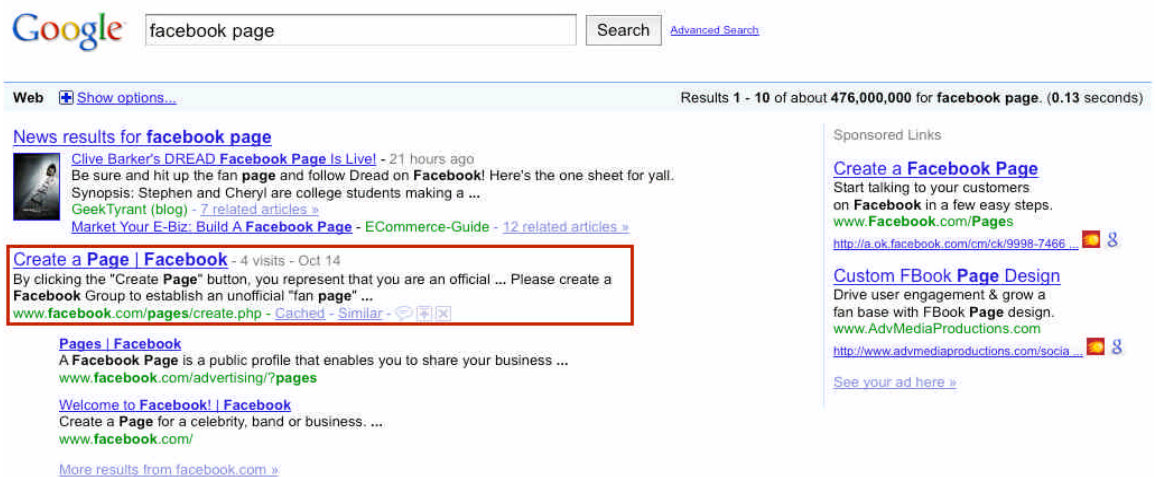 Google
facebook page
Search
Advanced Search
Web Show options...
Results 1 - 10 of about 476,000,000 for facebook page. (0.13 seconds)
News results for facebook page
Clive Barker's DREAD Facebook Page Is Live! - 21 hours ago
Be sure and hit up the fan page and follow Dread on Facebook! Here's the one sheet for yall.
Synopsis: Stephen and Cheryl are college students making a ...
GeekTyrant (blog) - 7 related articles »
Market Your E-Biz: Build A Facebook Page - ECommerce-Guide - 12 related articles »
Create a Page | Facebook - 4 visits - Oct 14
By clicking the "Create Page" button, you represent that you are an official ... Please create a
Facebook Group to establish an unofficial "fan page" ...
www.facebook.com/pages/create.php - Cached - Similar -
Pages | Facebook
A Facebook Page is a public profile that enables you to share your business ...
www.facebook.com/advertising/?pages
Welcome to Facebook! | Facebook
Create a Page for a celebrity, band or business. ...
www.facebook.com/
More results from facebook.com »
Sponsored Links
Create a Facebook Page
Start talking to your customers
on Facebook in a few easy steps.
www.Facebook.com/Pages
http://a.ok.facebook.com/cm/ck/9998-7466 ... 8
Custom FBook Page Design
Drive user engagement & grow a
fan base with FBook Page design.
www.AdvMediaProductions.com
http://www.advmediaproductions.com/socia ... 8
See your ad here »